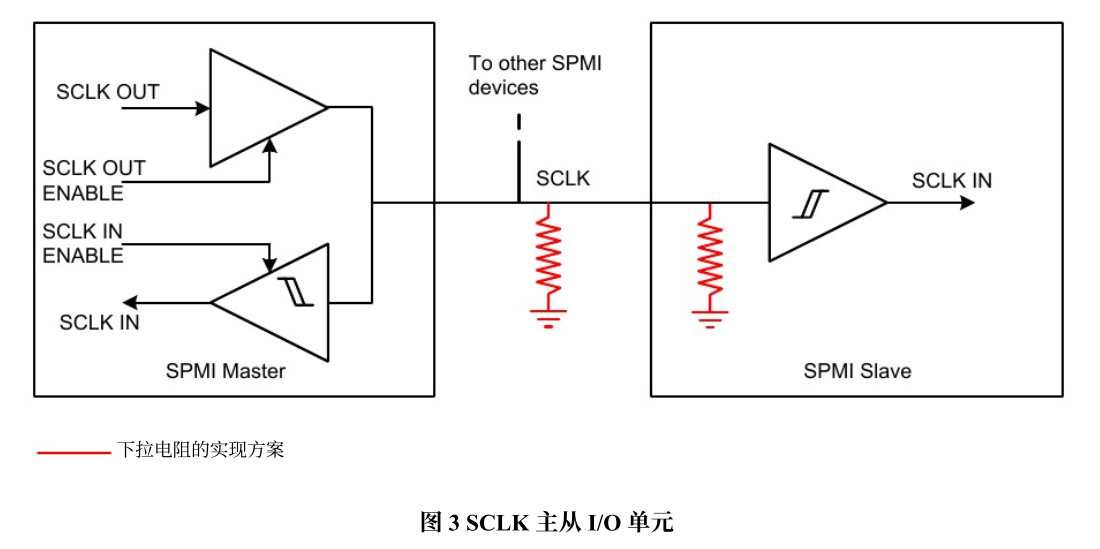 To other SPMI
devices
SCLK OUT
SCLK OUT
ENABLE
SCLK IN
ENABLE
SCLK IN
SPMI Master
SCLK
SCLK IN
SPMI Slave
下拉电阻的实现方案
图 3 SCLK 主从 I/O 单元